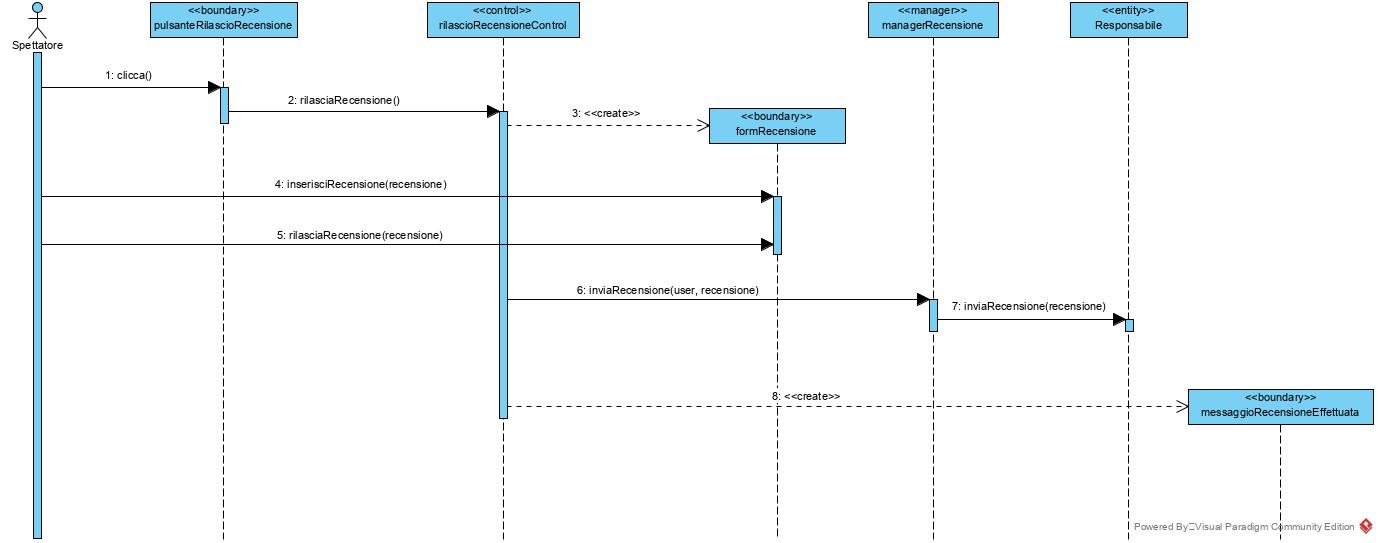 <<boundary>>
pulsanteRilascioRecensione
<<control>>
rilascioRecensioneControl
<<manager>>
managerRecensione
<<entity>>
Responsabile
Spettatore
1: clicca()
2: rilasciaRecensione()
3: <<create>>
<<boundary>>
formRecensione
4: inserisciRecensione(recensione)
5: rilasciaRecensione(recensione)
6: inviaRecensione(user, recensione)
7: inviaRecensione(recensione)
8: <<create>>
<<boundary>>
messaggioRecensioneEffettuata
Powered By Visual Paradigm Community Edition